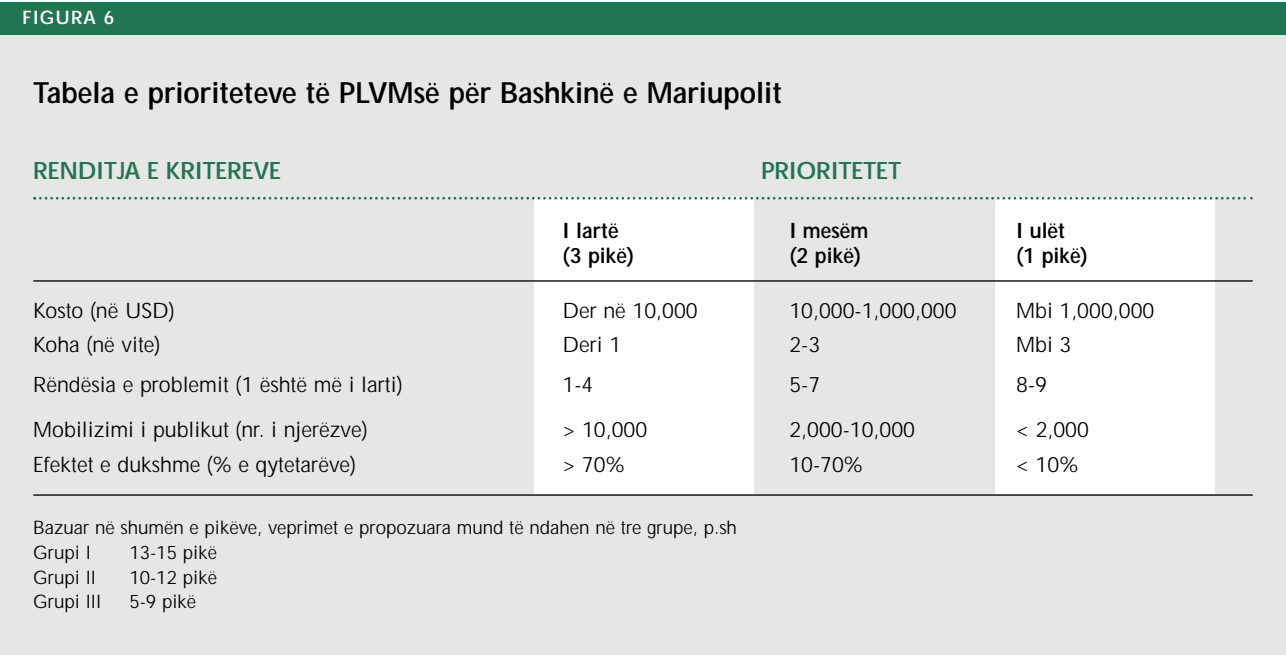 FIGURA 6
Tabela e prioriteteve të PLVMsë për Bashkinë e Mariupolit
RENDITJA E KRITEREVE PRIORITETET
I lartë I mesëm I ulët
(3 pikë) (2 pikë) (1 pikë)
Kosto (në USD) Der në 10,000 10,000-1,000,000 Mbi 1,000,000
Koha (në vite) Deri 1 2-3 Mbi 3
Rëndësia e problemit (1 është më i larti) 1-4 5-7 8-9
Mobilizimi i publikut (nr. i njerëzve) > 10,000 2,000-10,000 < 2,000
Efektet e dukshme (% e qytetarëve) > 70% 10-70% < 10%
Bazuar në shumën e pikëve, veprimet e propozuara mund të ndahen në tre grupe, p.sh
Grupi I 13-15 pikë
Grupi II 10-12 pikë
Grupi III 5-9 pikë